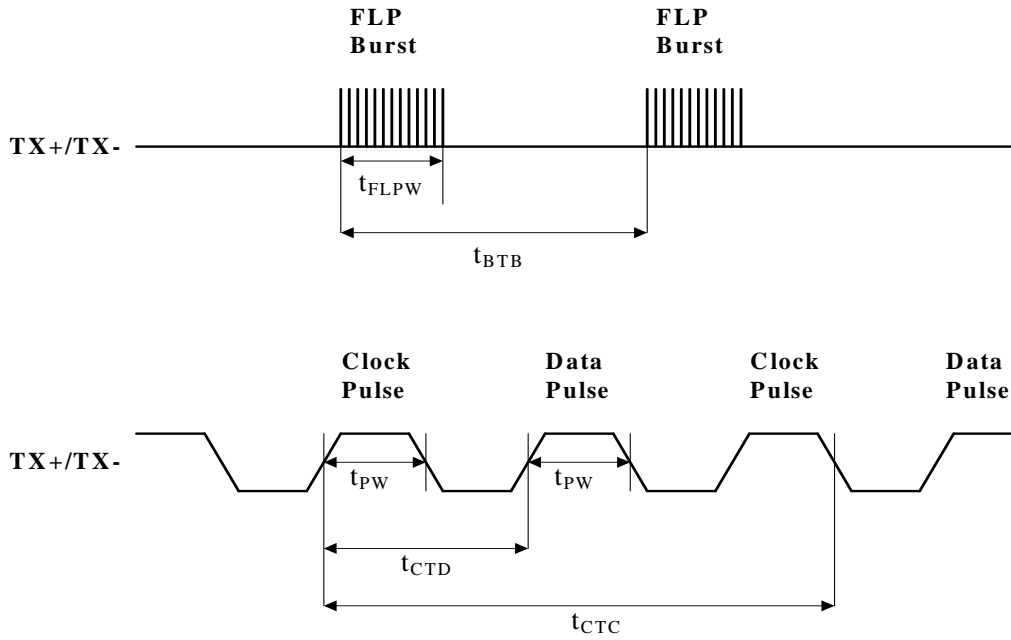 FLP FLP
Burst Burst
TX+/TX-
tFLPW
tBTB
Clock Data Clock Data
Pulse Pulse Pulse Pulse
TX+/TX-
tPW tPW
tCTD
tCTC